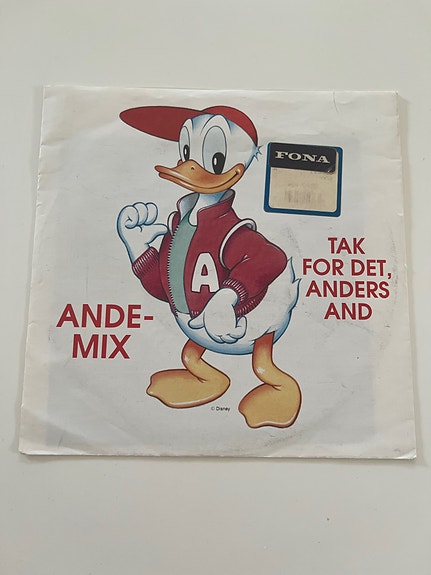 FONA
A
TAK
FOR DET,
ANDERS
AND
ANDE-
MIX
© Disney